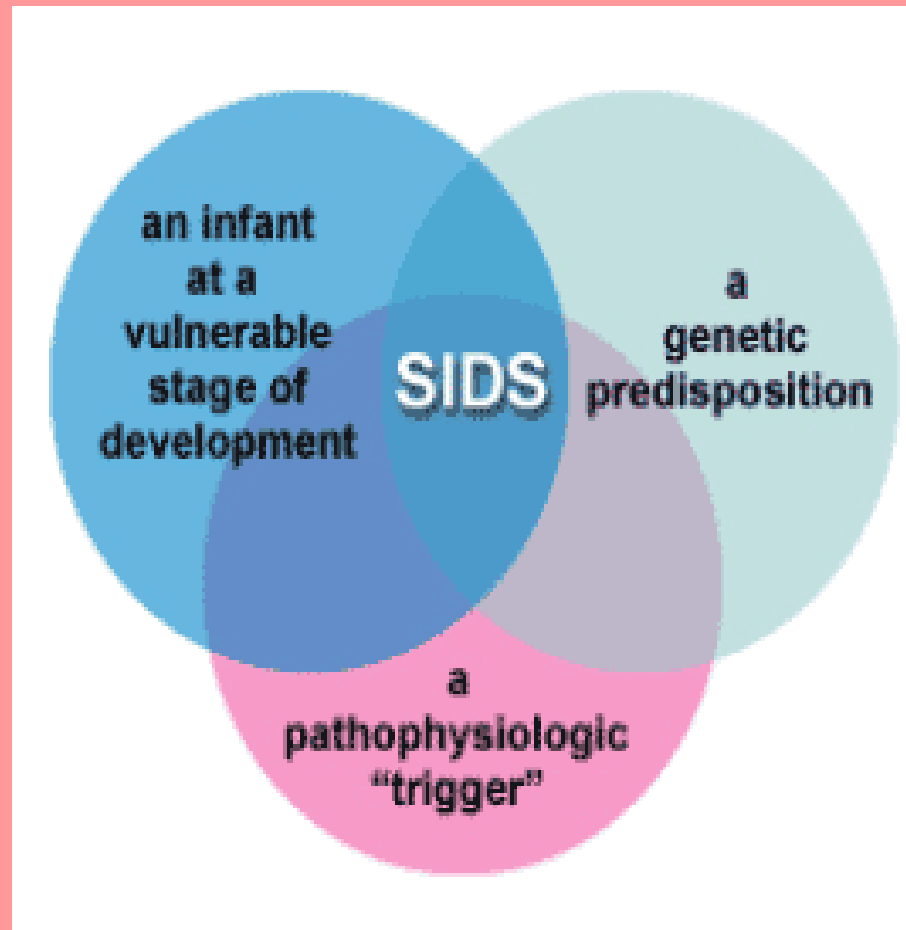 an infant
at a
vulnerable
stage of
development
SIDS
a
genetic
predisposition
a
pathophysiologic
“trigger”